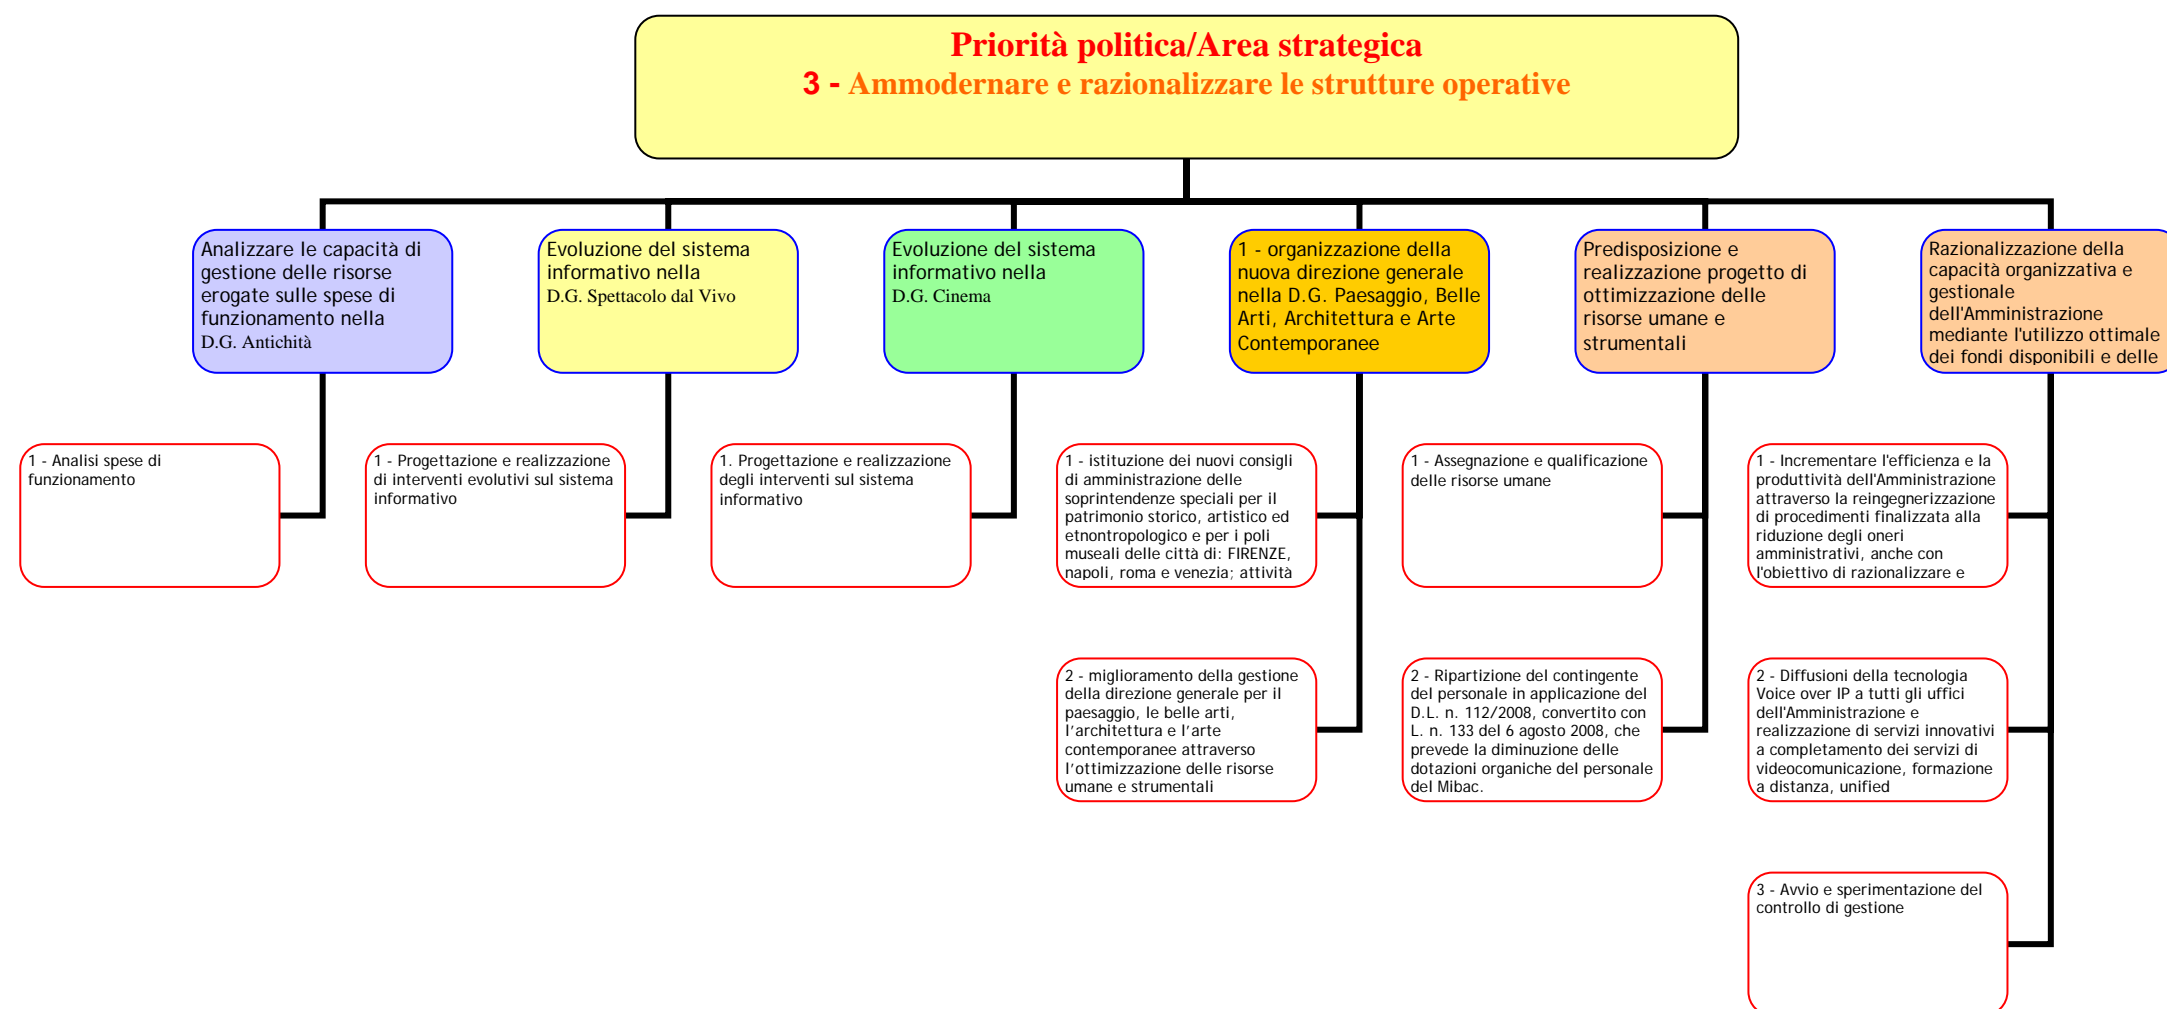 Priorità politica/Area strategica
3 - Ammodernare e razionalizzare le strutture operative
Analizzare le capacità di
gestione delle risorse
erogate sulle spese di
funzionamento nella
D.G. Antichità
Evoluzione del sistema
informativo nella
D.G. Spettacolo dal Vivo
Evoluzione del sistema
informativo nella
D.G. Cinema
1 - organizzazione della
nuova direzione generale
nella D.G. Paesaggio, Belle
Arti, Architettura e Arte
Contemporanee
Predisposizione e
realizzazione progetto di
ottimizzazione delle
risorse umane e
strumentali
Razionalizzazione della
capacità organizzativa e
gestionale
dell'Amministrazione
mediante l'utilizzo ottimale
dei fondi disponibili e delle
1 - Analisi spese di
funzionamento
1 - Progettazione e realizzazione
di interventi evolutivi sul sistema
informativo
1. Progettazione e realizzazione
degli interventi sul sistema
informativo
1 - istituzione dei nuovi consigli
di amministrazione delle
soprintendenze speciali per il
patrimonio storico, artistico ed
etnontropologico e per i poli
museali delle città di: FIRENZE,
napoli, roma e venezia; attività
1 - Assegnazione e qualificazione
delle risorse umane
1 - Incrementare l'efficienza e la
produttività dell'Amministrazione
attraverso la reingegnerizzazione
di procedimenti finalizzata alla
riduzione degli oneri
amministrativi, anche con
l'obiettivo di razionalizzare e
2 - miglioramento della gestione
della direzione generale per il
paesaggio, le belle arti,
l’architettura e l’arte
contemporanee attraverso
l’ottimizzazione delle risorse
umane e strumentali
2 - Ripartizione del contingente
del personale in applicazione del
D.L. n. 112/2008, convertito con
L. n. 133 del 6 agosto 2008, che
prevede la diminuzione delle
dotazioni organiche del personale
del Mibac.
2 - Diffusioni della tecnologia
Voice over IP a tutti gli uffici
dell'Amministrazione e
realizzazione di servizi innovativi
a completamento dei servizi di
videocomunicazione, formazione
a distanza, unified
3 - Avvio e sperimentazione del
controllo di gestione